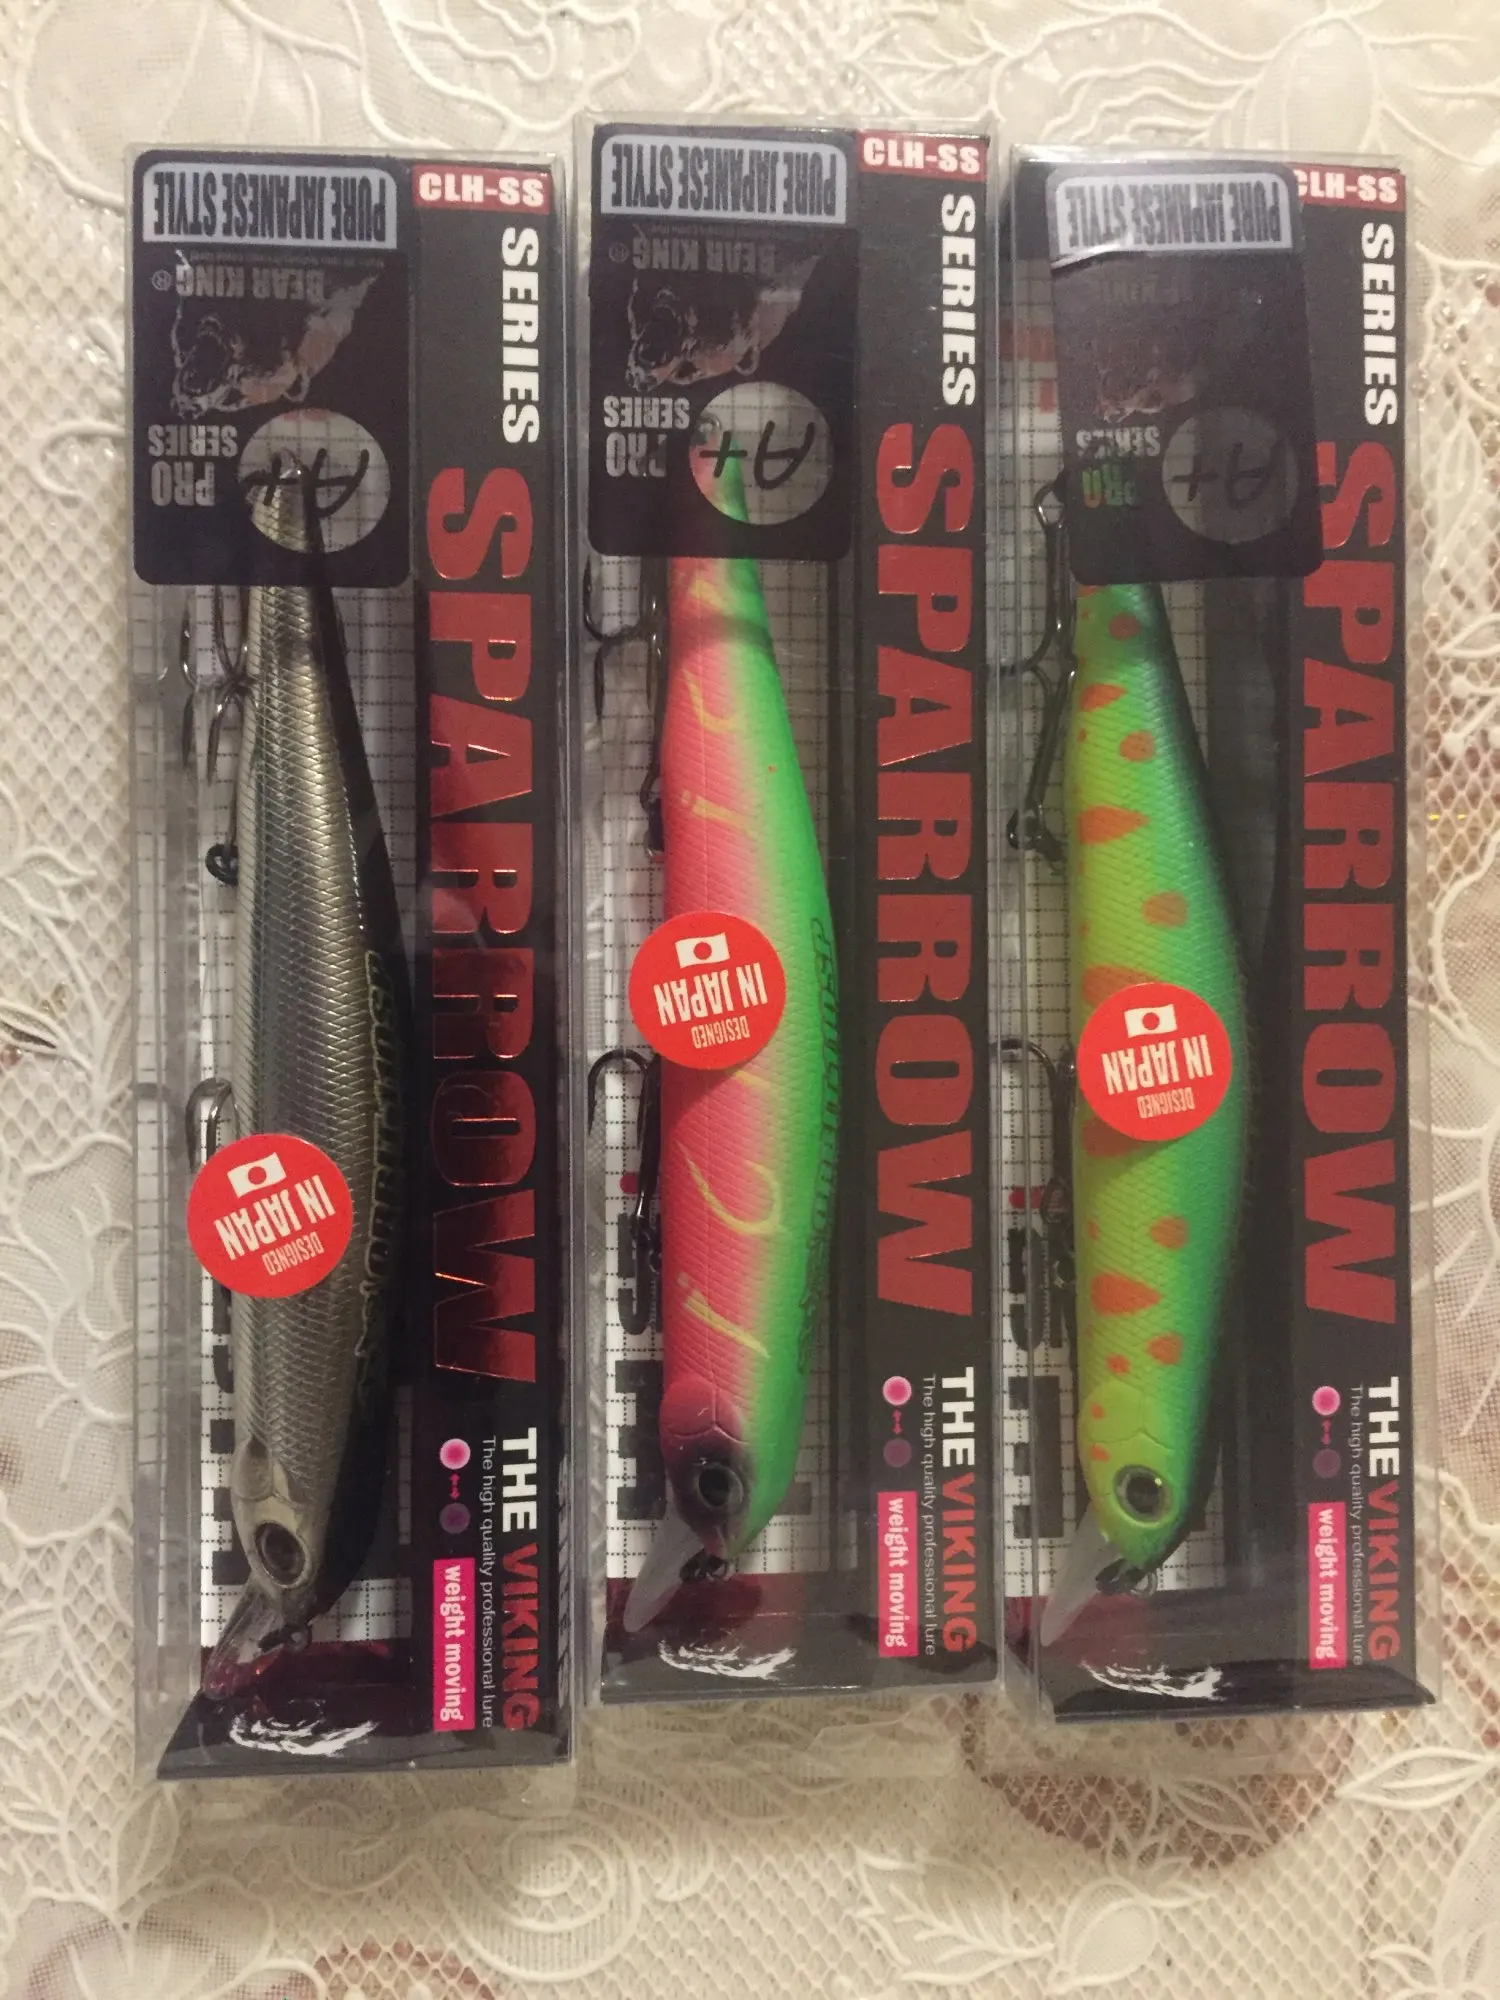 PURE JAPANESE STYLE
BEAR KING®
A+
PRO
SERIES
CLH-SS
SERIES
SPARROW
THE VIKING
The high quality professional lure
weight moving
DESIGNED
IN JAPAN
PURE JAPANESE STYLE
BEAR KING®
A+
PRO
SERIES
CLH-SS
SERIES
SPARROW
THE VIKING
The high quality professional lure
weight moving
DESIGNED
IN JAPAN
PURE JAPANESE STYLE
KING
A+
PRO
SERIES
CLH-SS
SERIES
SPARROW
THE VIKING
The high quality professional lure
weight moving
DESIGNED
IN JAPAN